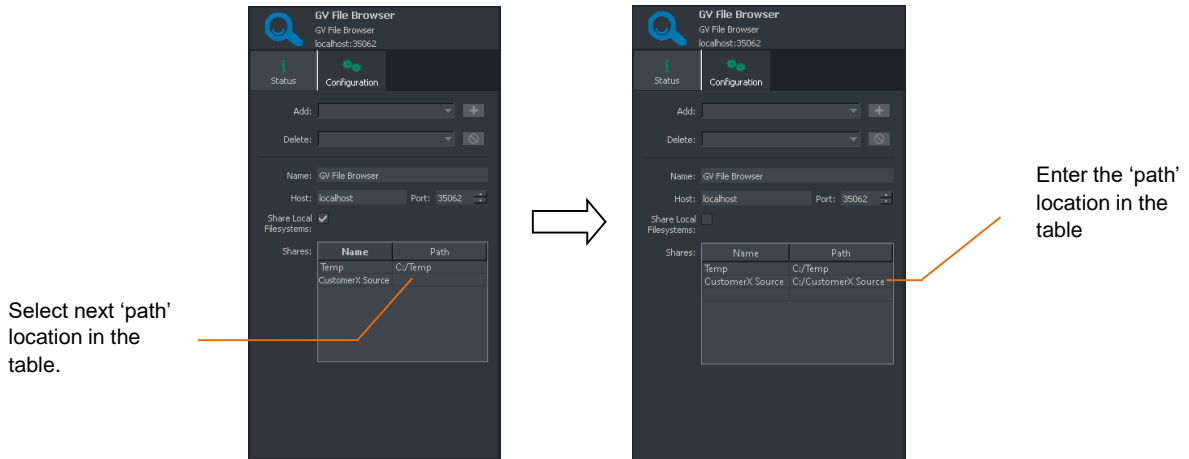 GV File Browser
GV File Browser
localhost:35062
Status
Configuration
Add:
Delete:
Name: GV File Browser
Host: localhost Port: 35062
Share Local
Filesystems:
Shares: Name Path
Temp C:/Temp
CustomerX Source
Select next ‘path’
location in the
table.
GV File Browser
GV File Browser
localhost:35062
Status
Configuration
Add:
Delete:
Name: GV File Browser
Host: localhost Port: 35062
Share Local
Filesystems:
Shares: Name Path
Temp C:/Temp
CustomerX Source C:/CustomerX Source
Enter the ‘path’
location in the
table